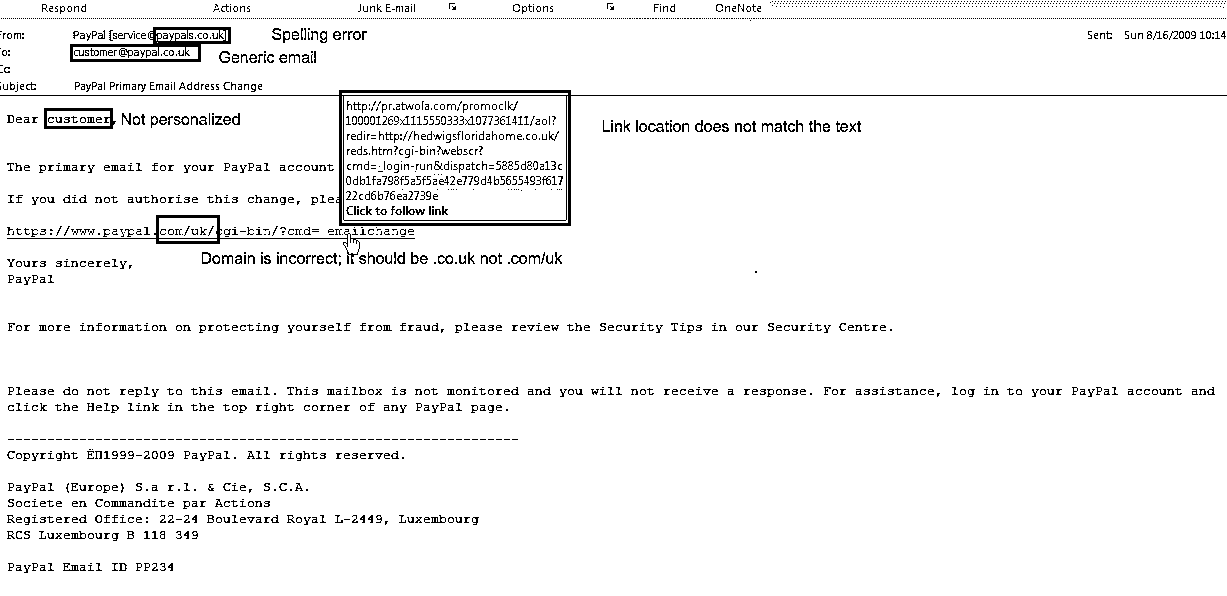 Respond Actions Junk E-mail Options Find OneNote
From: PayPal [service@paypals.co.uk] Spelling error Sent: Sun 8/16/2009 10:14
To: customer@paypal.co.uk Generic email
Cc:
Subject: PayPal Primary Email Address Change
Dear customer, Not personalized
http://pr.atwola.com/promoclk/
100001269x1115550333x1077361411/aol?
redir=http://hedwigsfloridahome.co.uk/
reds.htm?cgi-bin?webscr?
cmd=_login-run&dispatch=5885d80a13c
0db1fa798f5a5f5ae42e779d4b5655493f617
22cd6b76ea2739e
Click to follow link
Link location does not match the text
The primary email for your PayPal account
If you did not authorise this change, plea
https://www.paypal.com/uk/cgi-bin/?cmd= emailchange
Domain is incorrect; it should be .co.uk not .com/uk
Yours sincerely,
PayPal
For more information on protecting yourself from fraud, please review the Security Tips in our Security Centre.
Please do not reply to this email. This mailbox is not monitored and you will not receive a response. For assistance, log in to your PayPal account and
click the Help link in the top right corner of any PayPal page.
----------------------------------------------------------------
Copyright ËП1999-2009 PayPal. All rights reserved.
PayPal (Europe) S.a r.l. & Cie, S.C.A.
Societe en Commandite par Actions
Registered Office: 22-24 Boulevard Royal L-2449, Luxembourg
RCS Luxembourg B 118 349
PayPal Email ID PP234